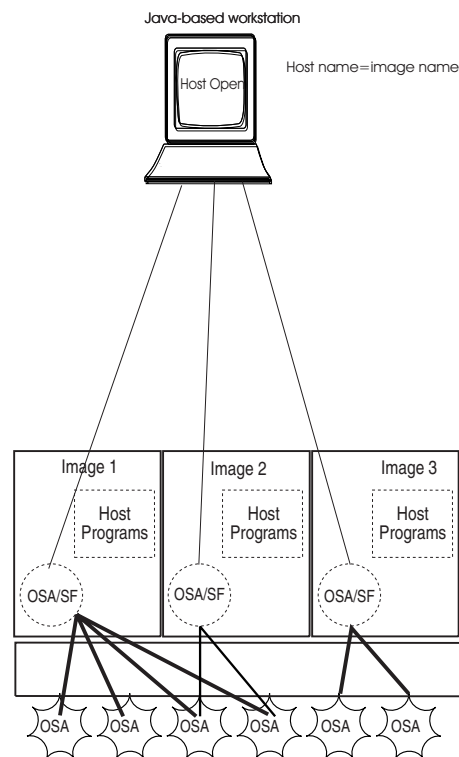 Java-based workstation
Host Open
Host name=image name
Image 1
Image 2
Image 3
Host
Programs
Host
Programs
Host
Programs
OSA/SF
OSA/SF
OSA/SF
OSA
OSA
OSA
OSA
OSA
OSA